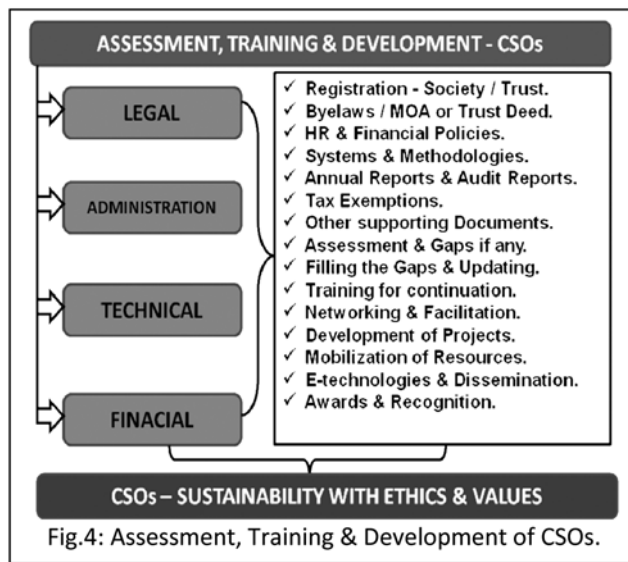 ASSESSMENT, TRAINING & DEVELOPMENT - CSOs
LEGAL
ADMINISTRATION
TECHNICAL
FINACIAL
✓ Registration - Society / Trust.
✓ Byelaws / MOA or Trust Deed.
✓ HR & Financial Policies.
✓ Systems & Methodologies.
✓ Annual Reports & Audit Reports.
✓ Tax Exemptions.
✓ Other supporting Documents.
✓ Assessment & Gaps if any.
✓ Filling the Gaps & Updating.
✓ Training for continuation.
✓ Networking & Facilitation.
✓ Development of Projects.
✓ Mobilization of Resources.
✓ E-technologies & Dissemination.
✓ Awards & Recognition.
CSOs – SUSTAINABILITY WITH ETHICS & VALUES
Fig.4: Assessment, Training & Development of CSOs.